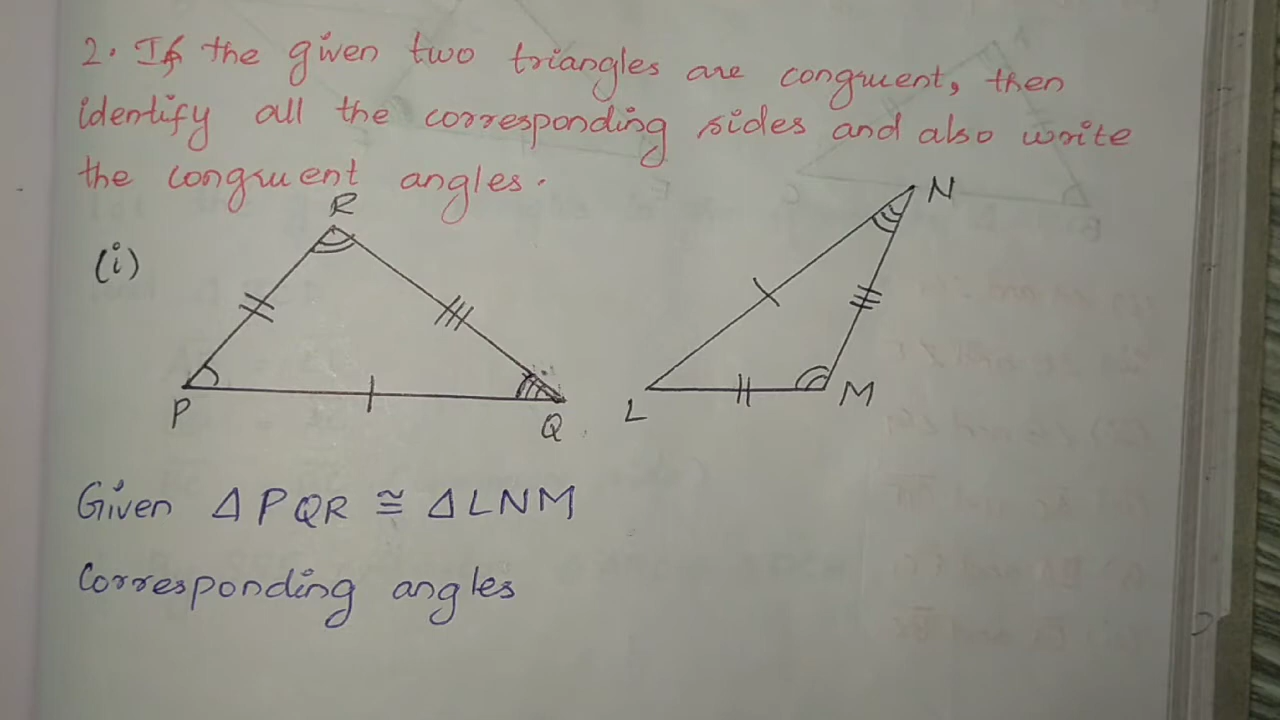 2. If the given two triangles are congruent, then
identify all the corresponding sides and also write
the congruent angles.
(i)
R
P
Q
N
L
M
Given Δ PQR ≅ Δ LNM
Corresponding angles